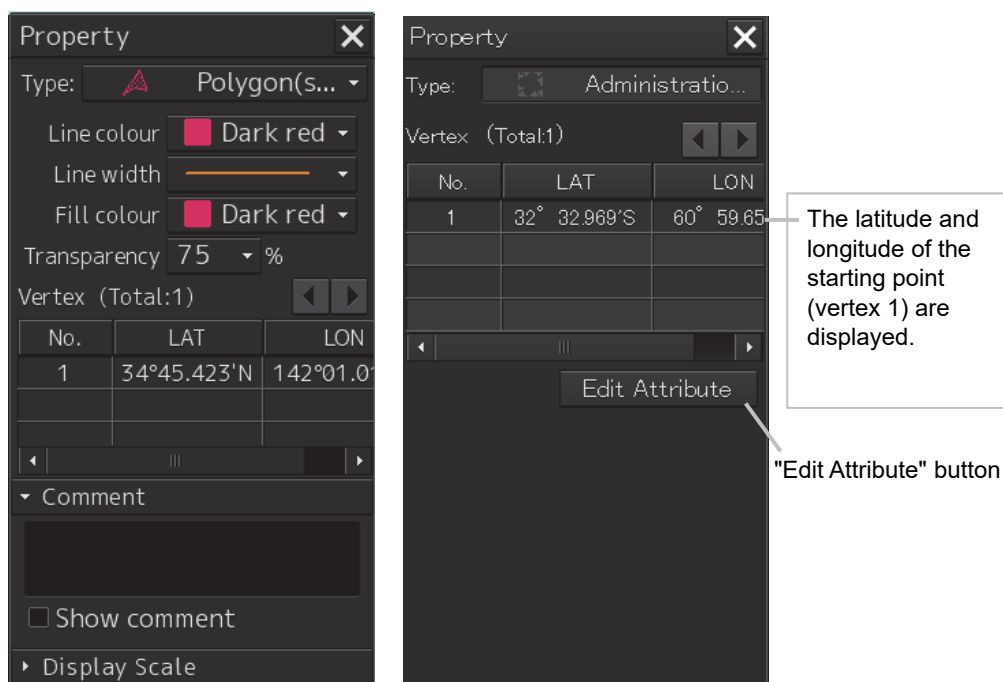 Property
Type: Polygon(s...
Line colour Dark red
Line width
Fill colour Dark red
Transparency 75 %
Vertex (Total:1)
No. LAT LON
1 34°45.423'N 142°01.0
Comment
Show comment
Display Scale
Property
Type: Administratio...
Vertex (Total:1)
No. LAT LON
1 32° 32.969'S 60° 59.65
Edit Attribute
The latitude and
longitude of the
starting point
(vertex 1) are
displayed.
"Edit Attribute" button